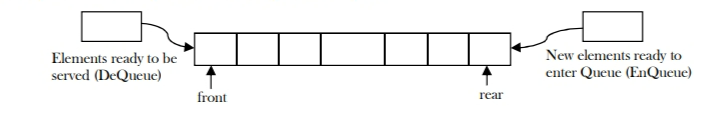 Elements ready to be
served (DeQueue)
New elements ready to
enter Queue (EnQueue)
front
rear